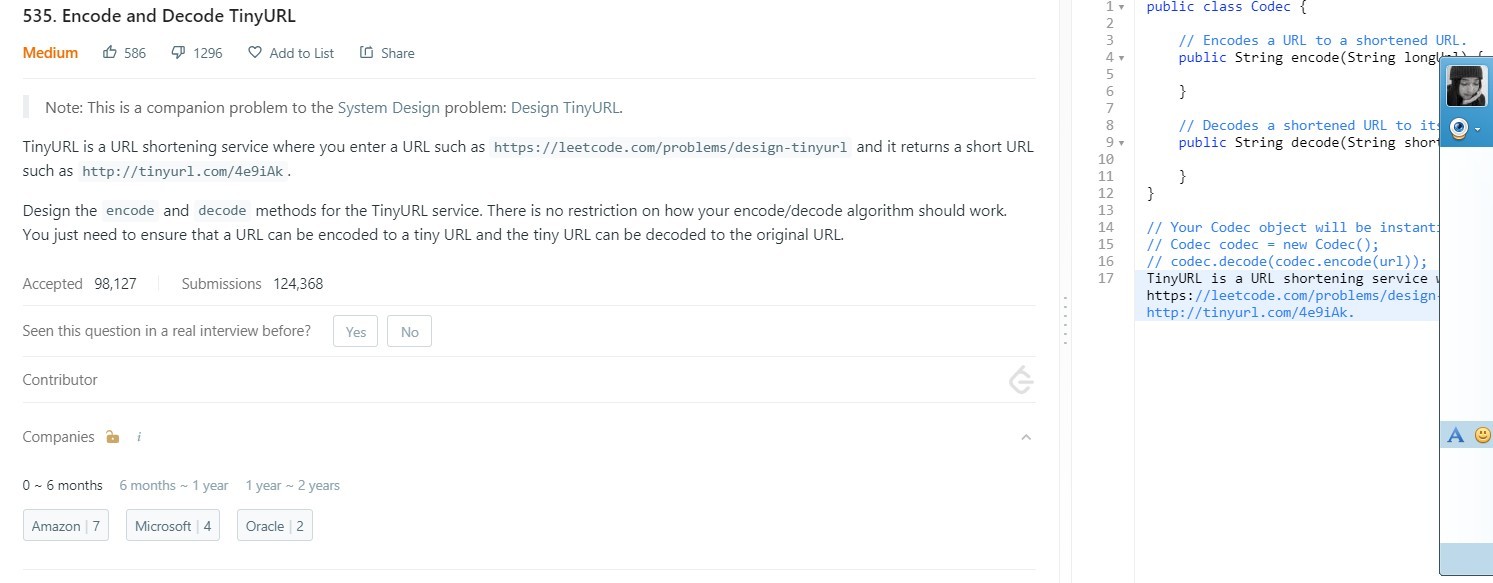 535. Encode and Decode TinyURL
Medium 586 1296 Add to List Share
Note: This is a companion problem to the System Design problem: Design TinyURL.
TinyURL is a URL shortening service where you enter a URL such as https://leetcode.com/problems/design-tinyurl and it returns a short URL
such as http://tinyurl.com/4e9iAk .
Design the encode and decode methods for the TinyURL service. There is no restriction on how your encode/decode algorithm should work.
You just need to ensure that a URL can be encoded to a tiny URL and the tiny URL can be decoded to the original URL.
Accepted 98,127 Submissions 124,368
Seen this question in a real interview before? Yes No
Contributor
Companies i
0 ~ 6 months 6 months ~ 1 year 1 year ~ 2 years
Amazon | 7 Microsoft | 4 Oracle | 2
1 public class Codec {
2
3 // Encodes a URL to a shortened URL.
4 public String encode(String longUrl) {
5
6 }
7
8 // Decodes a shortened URL to its
9 public String decode(String short
10
11 }
12 }
13
14 // Your Codec object will be instanti
15 // Codec codec = new Codec();
16 // codec.decode(codec.encode(url));
17 TinyURL is a URL shortening service w
https://leetcode.com/problems/design-
http://tinyurl.com/4e9iAk.
A